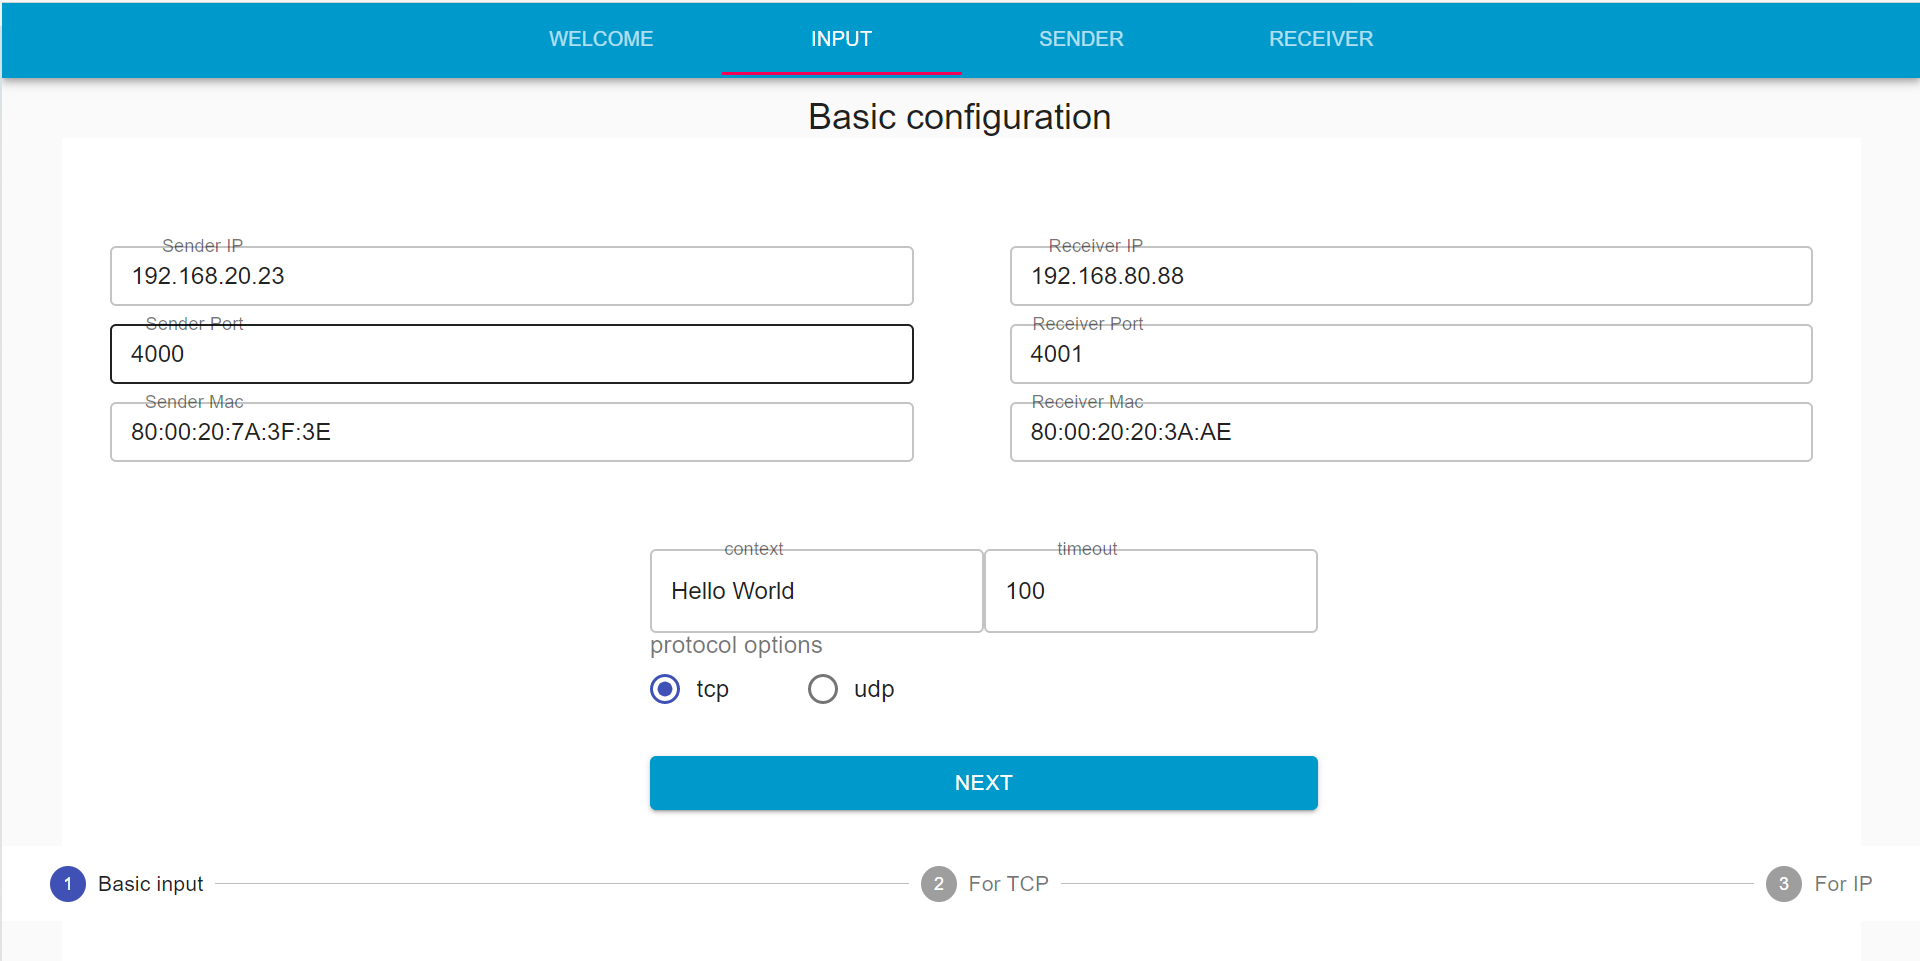 WELCOME INPUT SENDER RECEIVER
Basic configuration
Sender IP Receiver IP
192.168.20.23 192.168.80.88
Sender Port Receiver Port
4000 4001
Sender Mac Receiver Mac
80:00:20:7A:3F:3E 80:00:20:20:3A:AE
context timeout
Hello World 100
protocol options
tcp udp
NEXT
1 Basic input 2 For TCP 3 For IP